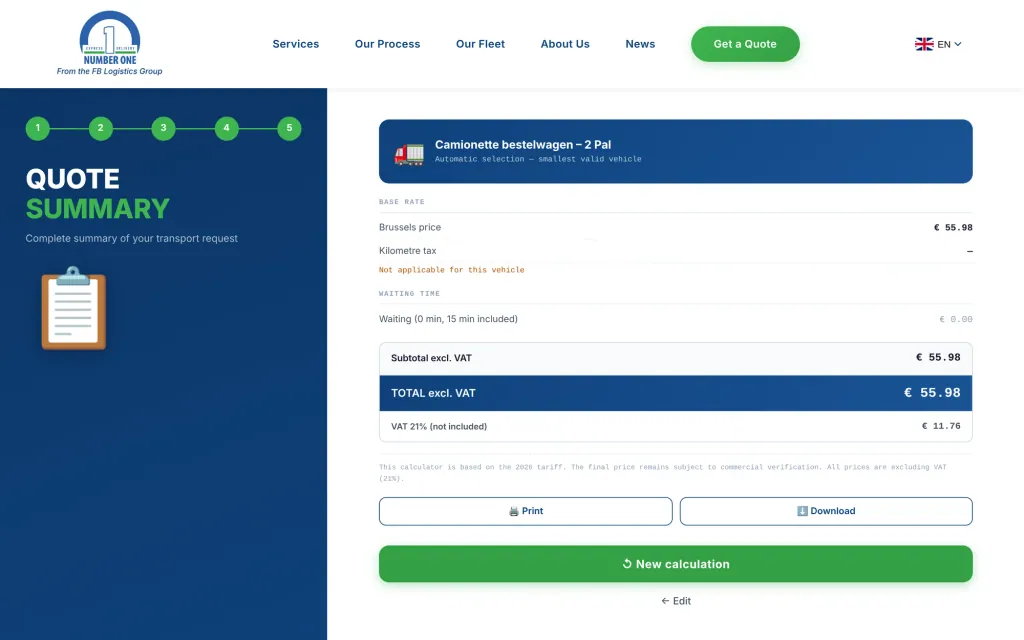 1
EXPRESS DELIVERY
NUMBER ONE
From the FB Logistics Group
Services
Our Process
Our Fleet
About Us
News
Get a Quote
EN
1 2 3 4 5
QUOTE
SUMMARY
Complete summary of your transport request
Camionette bestelwagen – 2 Pal
Automatic selection — smallest valid vehicle
BASE RATE
Brussels price € 55.98
Kilometre tax –
Not applicable for this vehicle
WAITING TIME
Waiting (0 min, 15 min included) € 0.00
Subtotal excl. VAT € 55.98
TOTAL excl. VAT € 55.98
VAT 21% (not included) € 11.76
This calculator is based on the 2026 tariff. The final price remains subject to commercial verification. All prices are excluding VAT
(21%).
Print
Download
↺ New calculation
← Edit